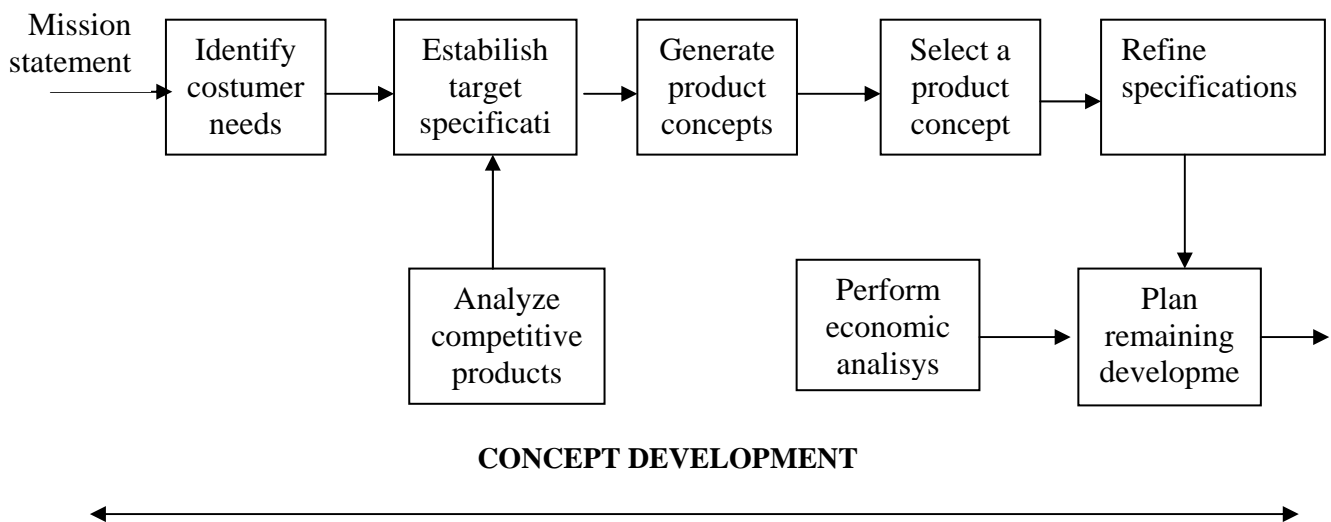 Mission
statement
Identify
costumer
needs
Estabilish
target
specificati
Generate
product
concepts
Select a
product
concept
Refine
specifications
Analyze
competitive
products
Perform
economic
analisys
Plan
remaining
developme
CONCEPT DEVELOPMENT